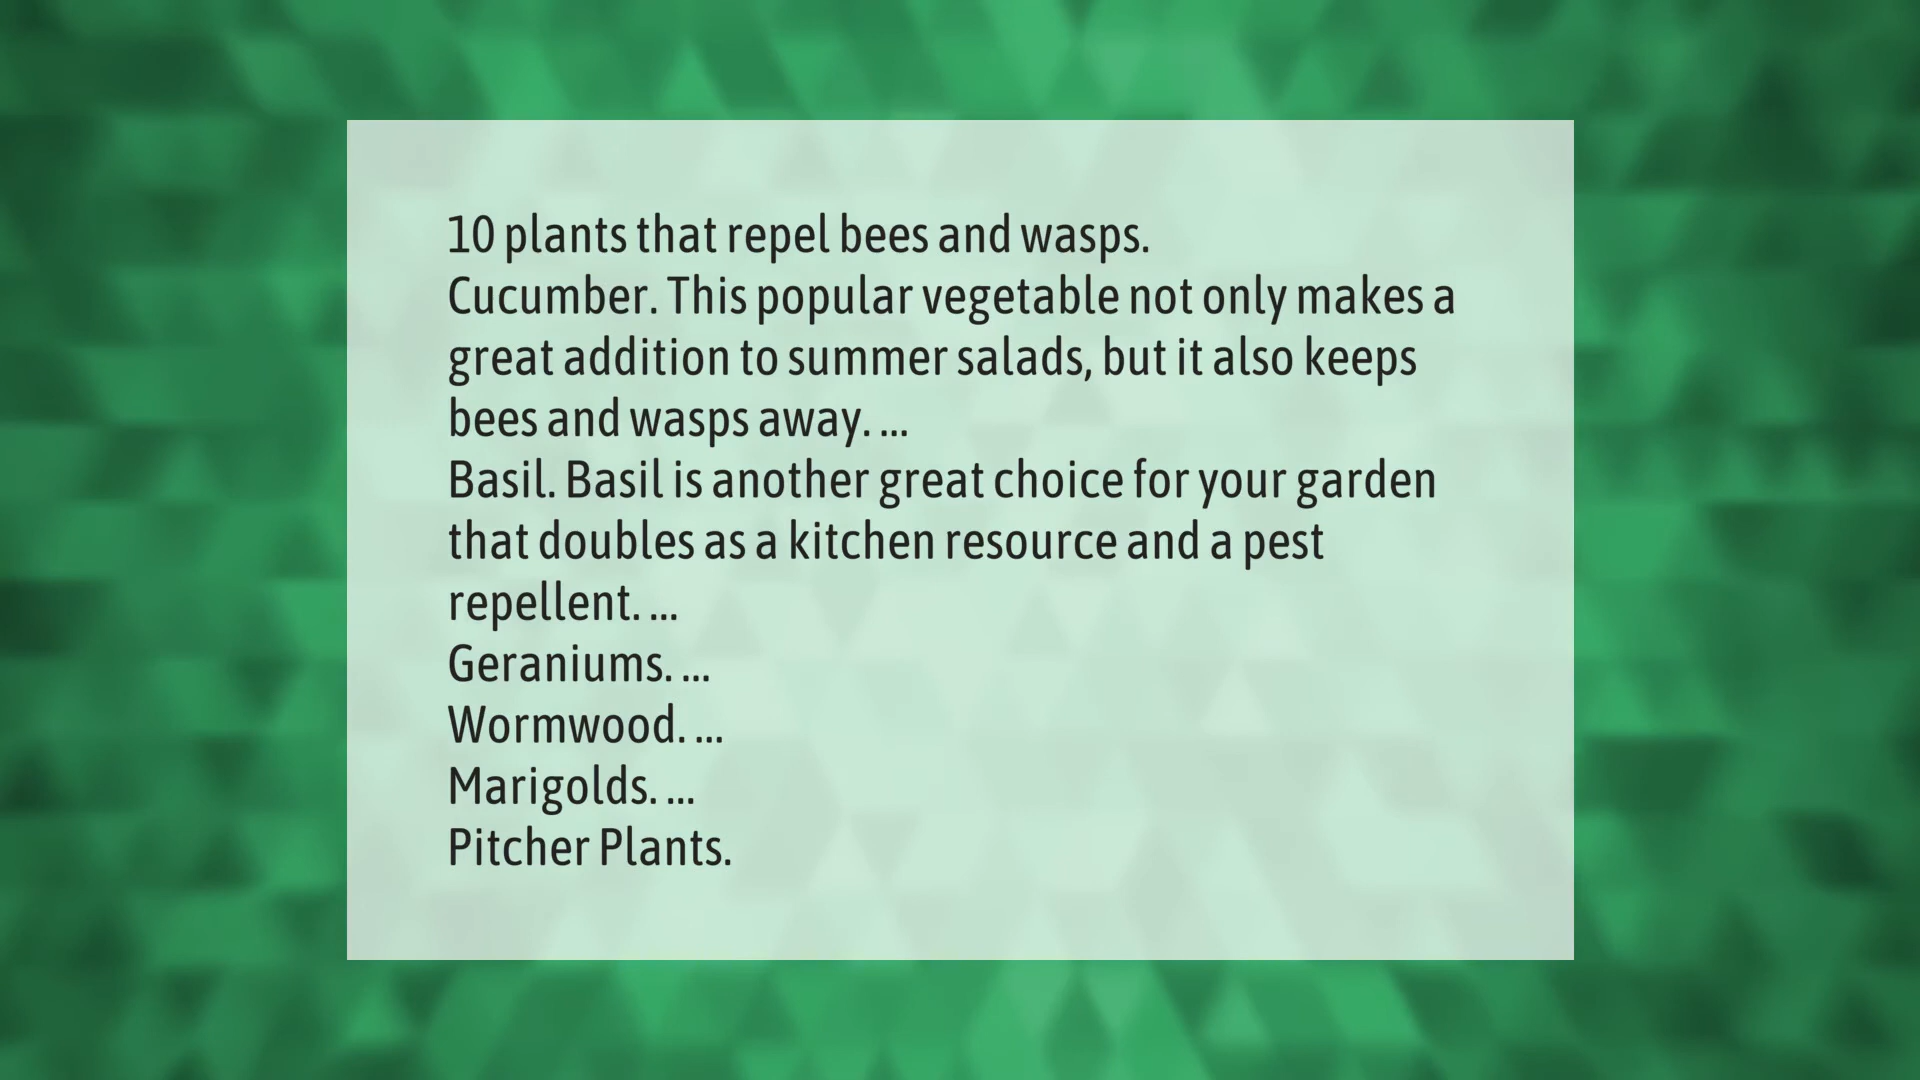 10 plants that repel bees and wasps.
Cucumber. This popular vegetable not only makes a
great addition to summer salads, but it also keeps
bees and wasps away. ...
Basil. Basil is another great choice for your garden
that doubles as a kitchen resource and a pest
repellent. ...
Geraniums. ...
Wormwood. ...
Marigolds. ...
Pitcher Plants.